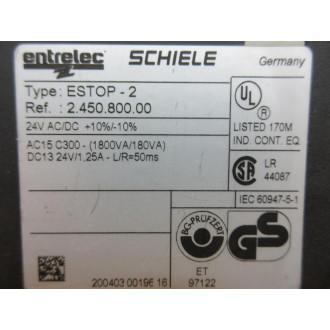 entrelec SCHIELE Germany
Type: ESTOP - 2
Ref. : 2.450.800.00
24V AC/DC +10%/-10%
AC15 C300 - (1800VA/180VA)
DC13 24V/1,25A - L/R=50ms
UL ®
LISTED 170M
IND. CONT. EQ.
SA
LR
44087
IEC 60947-5-1
BG-PRÜFZERT
GS
ET
97122
200403 00196 16